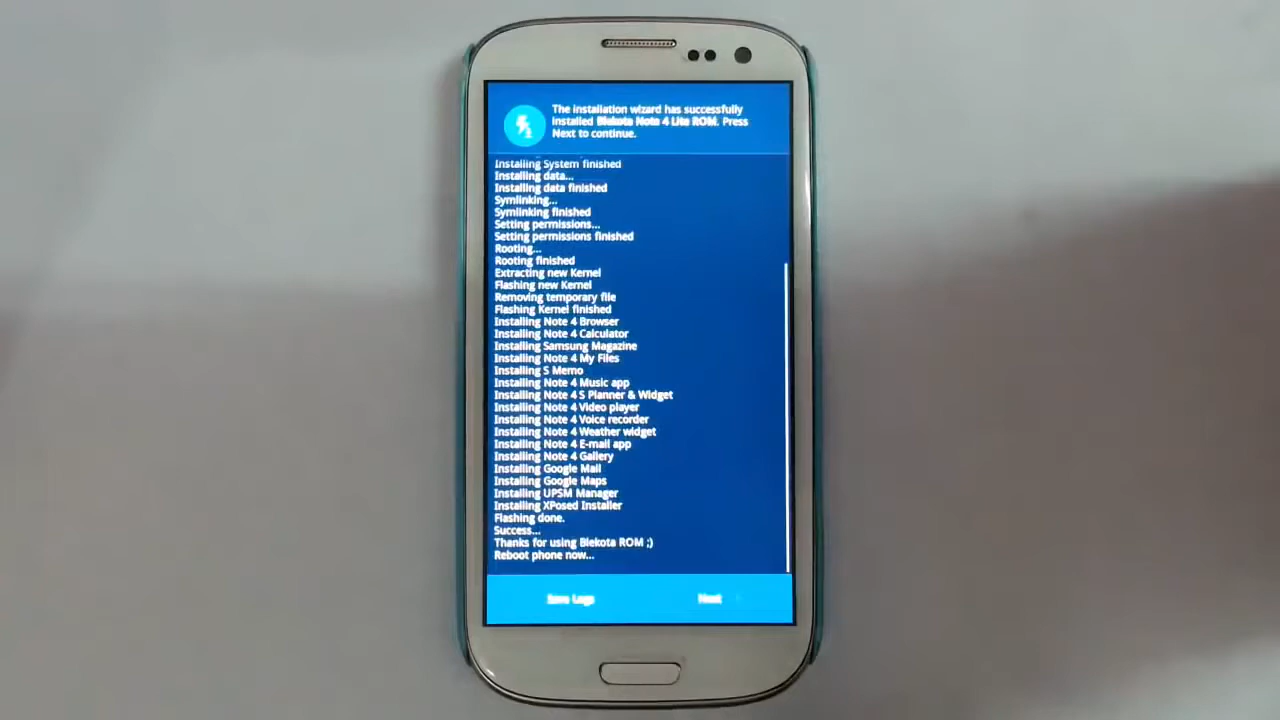 The installation wizard has successfully
installed Blekota Note 4 Lite ROM. Press
Next to continue.
Installing System finished
Installing data...
Installing data finished
Symlinking...
Symlinking finished
Setting permissions...
Setting permissions finished
Rooting...
Rooting finished
Extracting new Kernel
Flashing new Kernel
Removing temporary file
Flashing Kernel finished
Installing Note 4 Browser
Installing Note 4 Calculator
Installing Samsung Magazine
Installing Note 4 My Files
Installing S Memo
Installing Note 4 Music app
Installing Note 4 S Planner & Widget
Installing Note 4 Video player
Installing Note 4 Voice recorder
Installing Note 4 Weather widget
Installing Note 4 E-mail app
Installing Note 4 Gallery
Installing Google Mail
Installing Google Maps
Installing UPSM Manager
Installing XPosed Installer
Flashing done.
Success...
Thanks for using Blekota ROM ;)
Reboot phone now...
Save Logs
Next